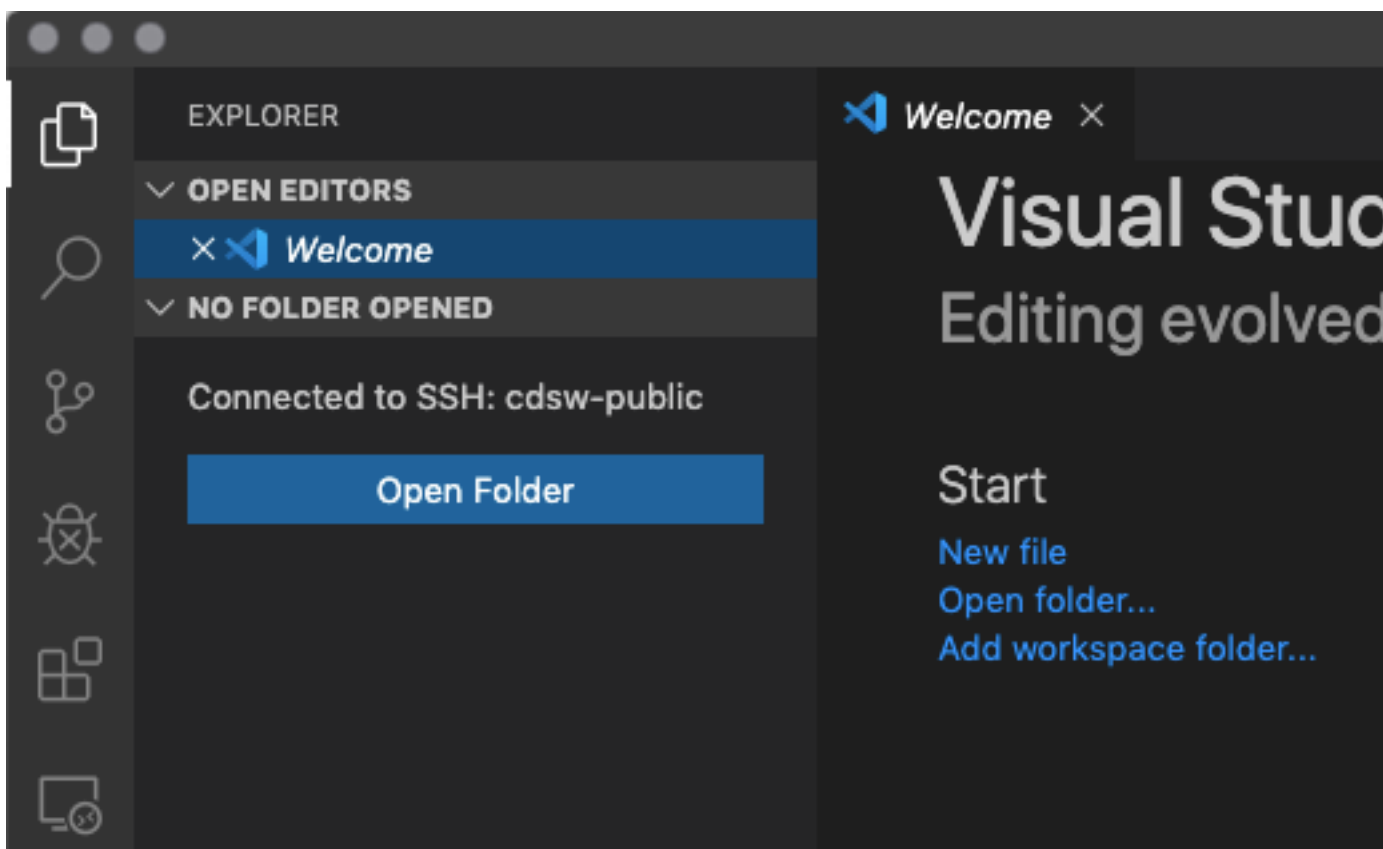 EXPLORER
OPEN EDITORS
Welcome
NO FOLDER OPENED
Connected to SSH: cdsw-public
Open Folder
Welcome
Visual
Editing evolved
Start
New file
Open folder...
Add workspace folder...